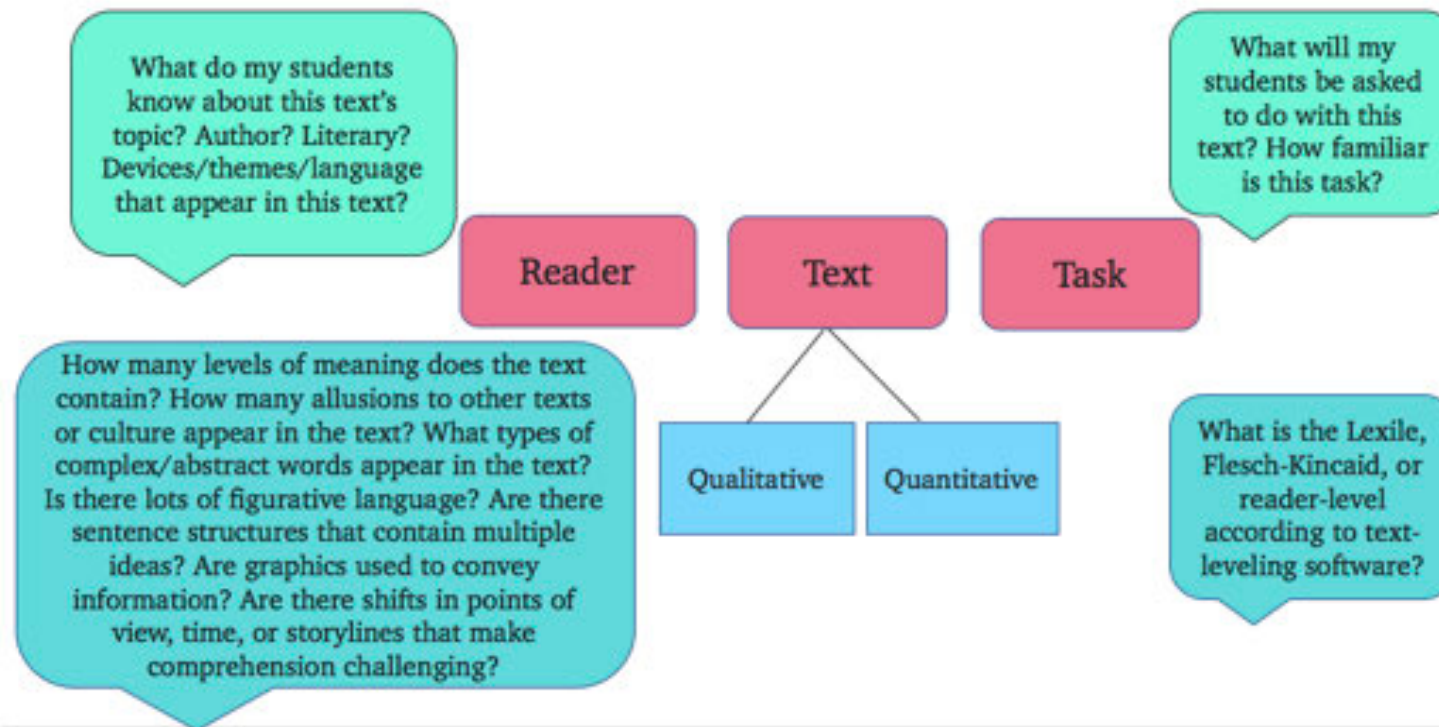 What do my students
know about this text's
topic? Author? Literary?
Devices/themes/language
that appear in this text?
What will my
students be asked
to do with this
text? How familiar
is this task?
Reader
Text
Task
How many levels of meaning does the text
contain? How many allusions to other texts
or culture appear in the text? What types of
complex/abstract words appear in the text?
Is there lots of figurative language? Are there
sentence structures that contain multiple
ideas? Are graphics used to convey
information? Are there shifts in points of
view, time, or storylines that make
comprehension challenging?
Qualitative
Quantitative
What is the Lexile,
Flesch-Kincaid, or
reader-level
according to text-
leveling software?